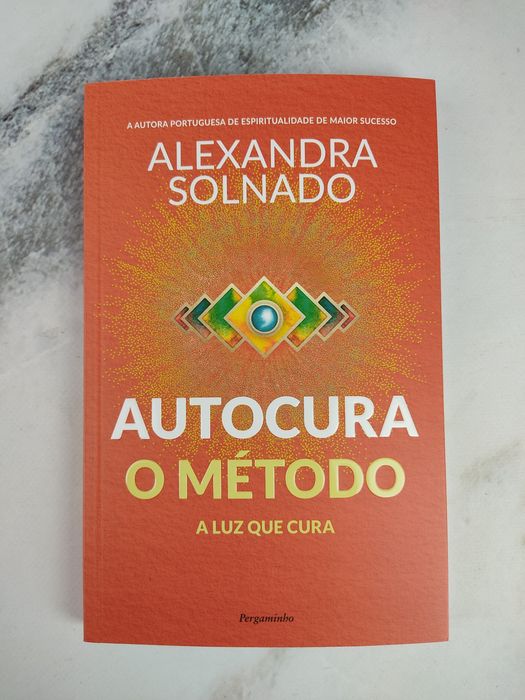 A AUTORA PORTUGUESA DE ESPIRITUALIDADE DE MAIOR SUCESSO
ALEXANDRA
SOLNADO
AUTOCURA
O MÉTODO
A LUZ QUE CURA
Pergaminho